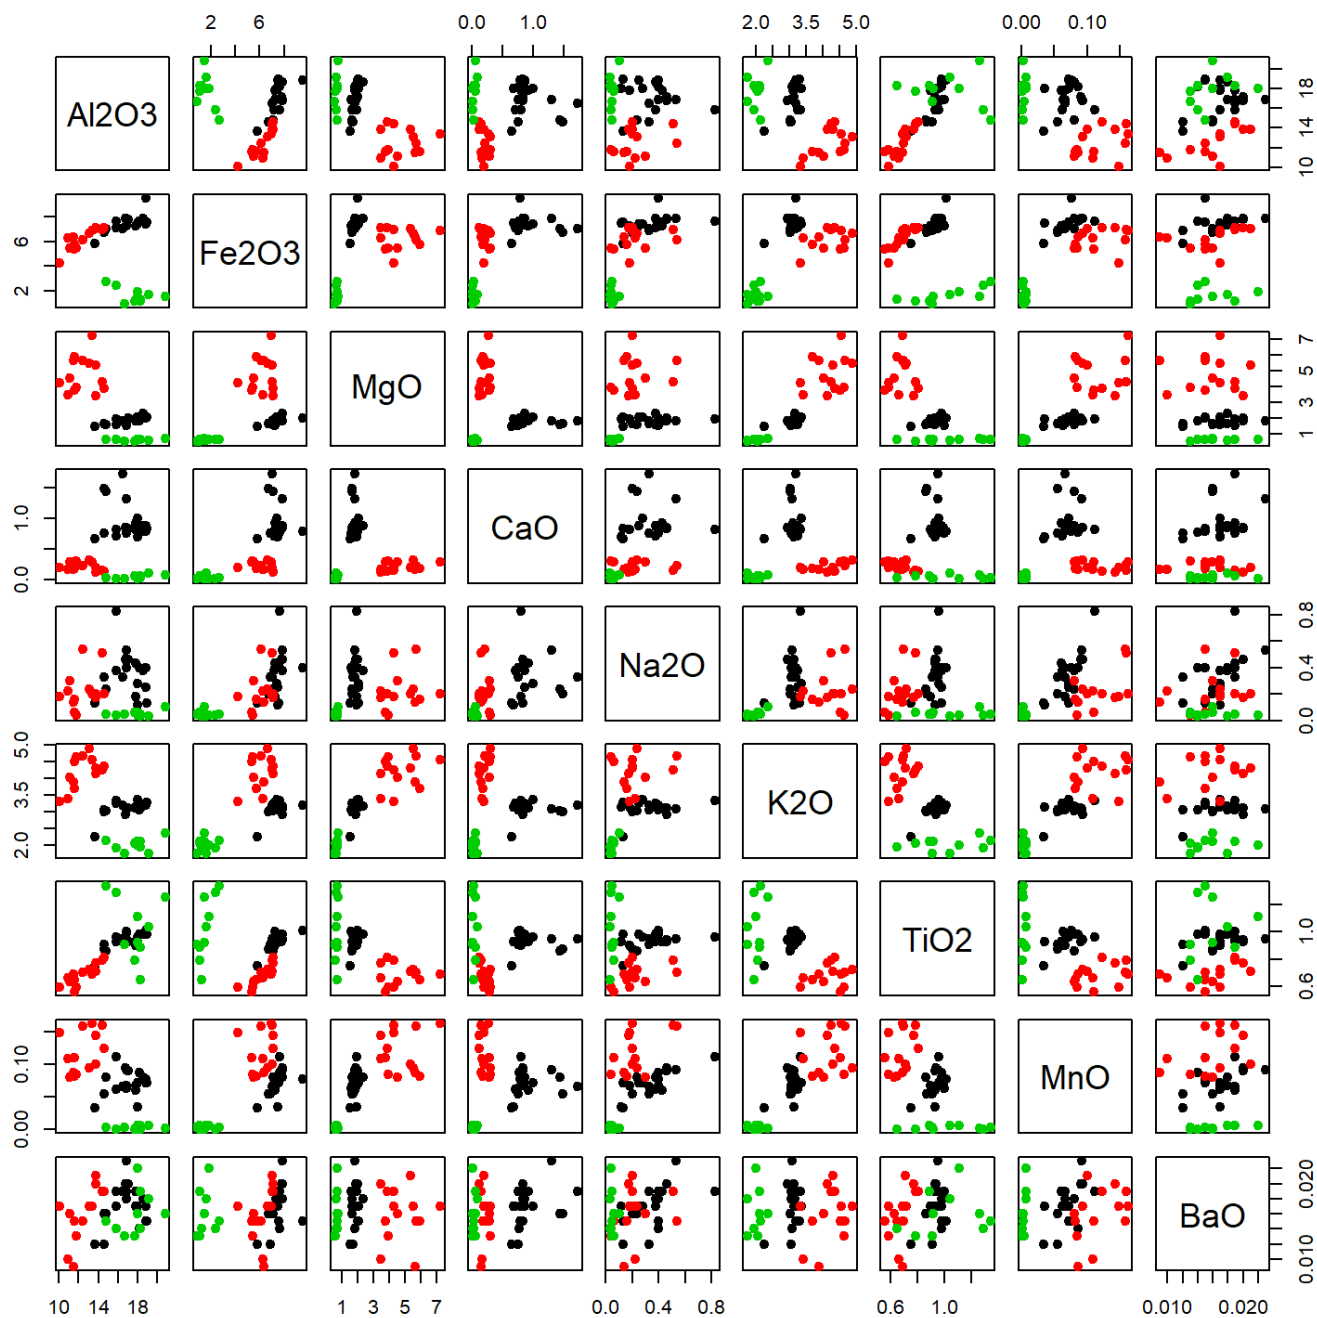 2 6 0.0 1.0 2.0 3.5 5.0 0.00 0.10
Al2O3 10 14 18
2 6 Fe2O3
MgO 1 3 5 7
0.0 1.0 CaO
Na2O 0.0 0.4 0.8
2.0 3.5 5.0 K2O
TiO2 0.6 1.0
0.00 0.10 MnO
BaO 0.010 0.020
10 14 18 1 3 5 7 0.0 0.4 0.8 0.6 1.0 0.010 0.020